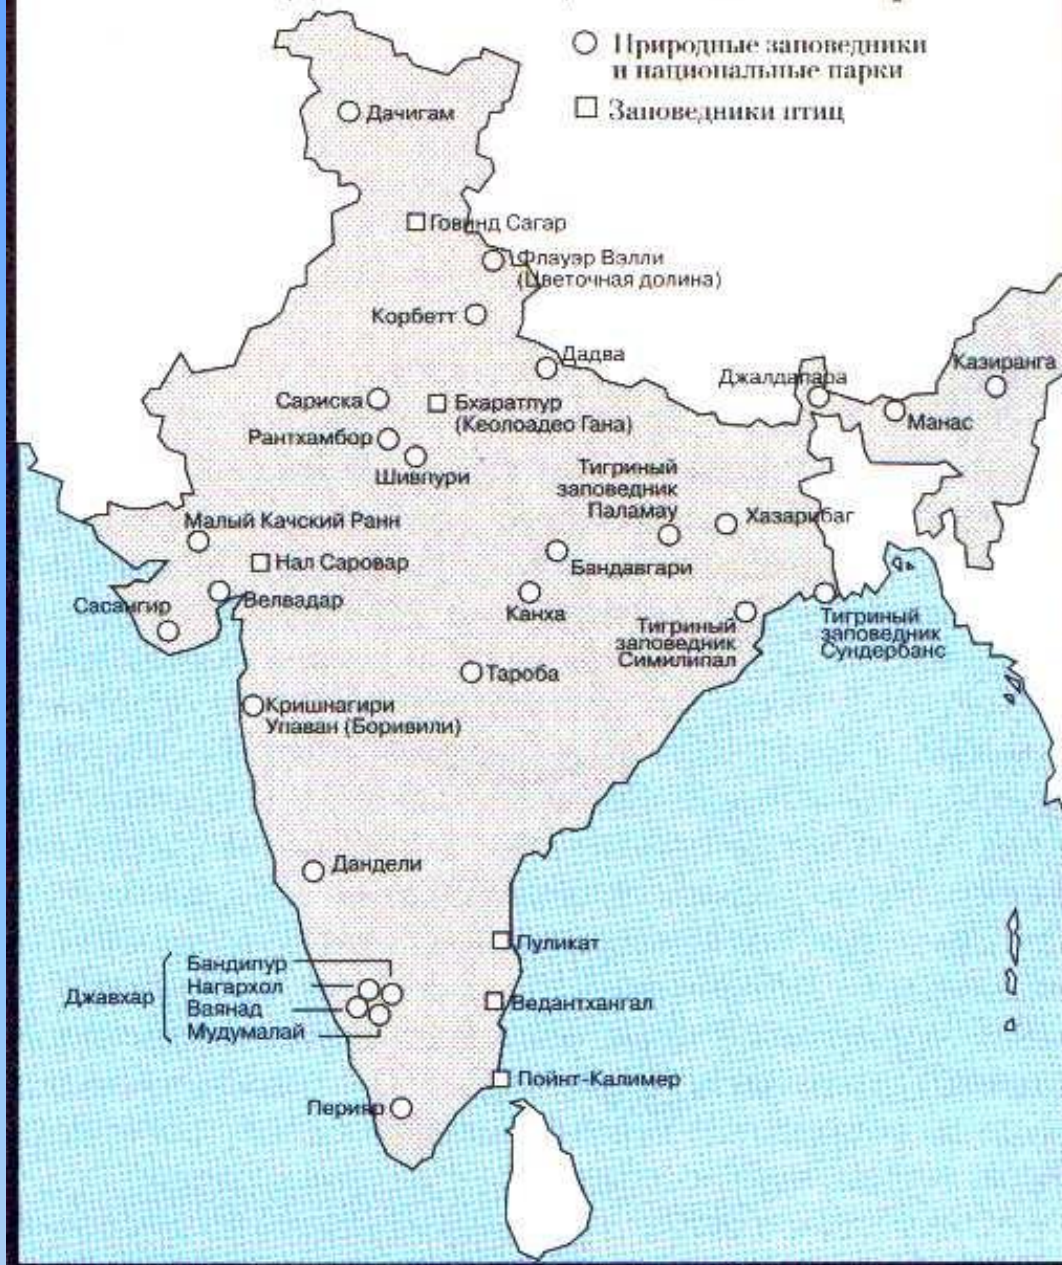 Природные заповедники
и национальные парки
Заповедники птиц
Дачигам
Говинд Сагар
Флауэр Вэлли
(Цветочная долина)
Корбетт
Дадва
Джалдапара
Казиранга
Манас
Сариска
Бхаратпур
(Кеолоадео Гана)
Рантхамбор
Шивпури
Тигриный
заповедник
Паламау
Хазарибаг
Малый Качский Ранн
Нал Саровар
Бандавгари
Велвадар
Сасангир
Канха
Тигриный
заповедник
Симилипал
Тигриный
заповедник
Сундербанс
Тароба
Кришнагири
Упаван (Боривили)
Дандели
Пуликат
Джавхар
Бандипур
Нагархол
Ваянад
Мудумалай
Ведантхангал
Пойнт-Калимер
Перияр